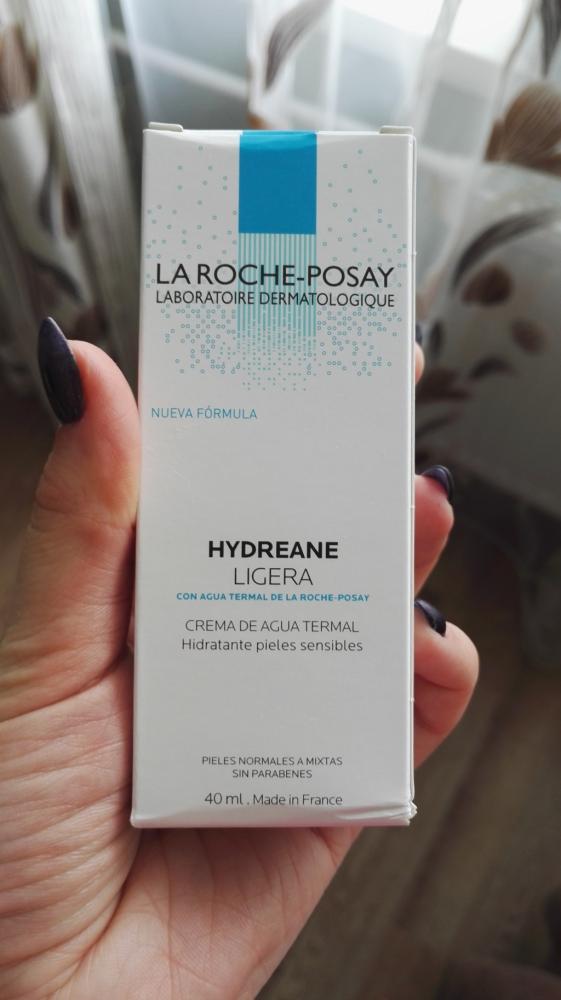 LA ROCHE-POSAY
LABORATOIRE DERMATOLOGIQUE
NUEVA FÓRMULA
HYDREANE
LIGERA
CON AGUA TERMAL DE LA ROCHE-POSAY
CREMA DE AGUA TERMAL
Hidratante pieles sensibles
PIELES NORMALES A MIXTAS
SIN PARABENES
40 ml . Made in France